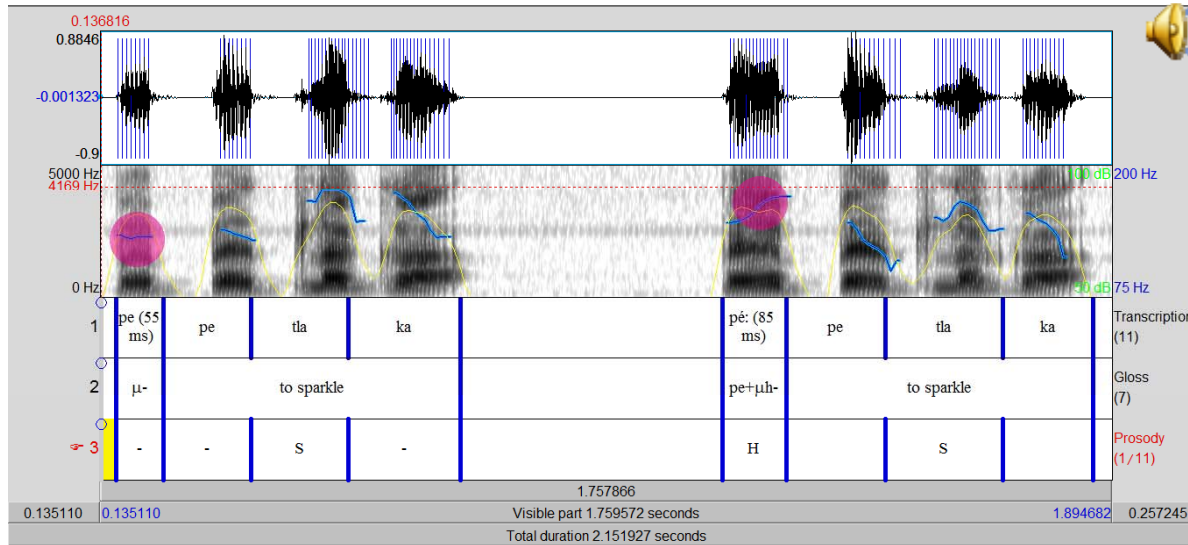 0.136816
0.8846
-0.001323
-0.9
5000 Hz
4169 Hz
0 Hz
100 dB 200 Hz
50 dB 75 Hz
1 pe (55 ms) pe tla ka pé: (85 ms) pe tla ka Transcription (11)
2 μ- to sparkle pe+μh- to sparkle Gloss (7)
3 - - S - H S Prosody (1/11)
1.757866
0.135110 0.135110 Visible part 1.759572 seconds 1.894682 0.257245
Total duration 2.151927 seconds